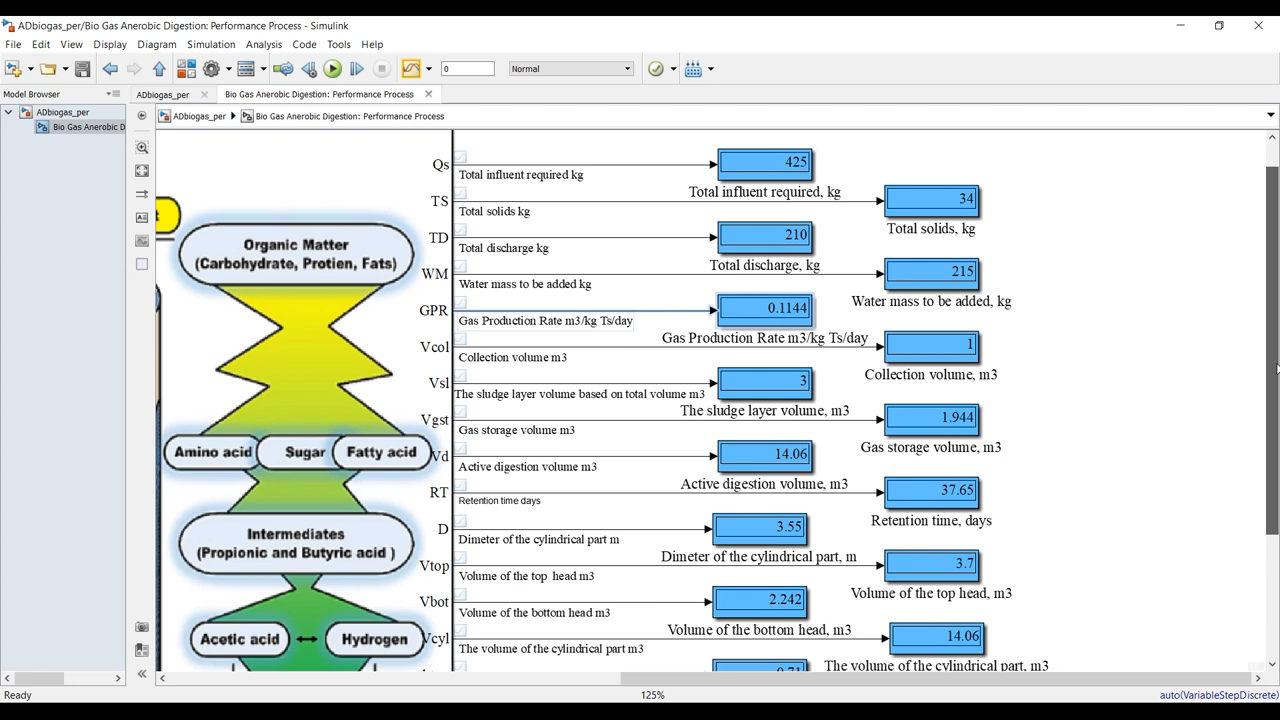 ADbiogas_per/Bio Gas Anerobic Digestion: Performance Process - Simulink
File Edit View Display Diagram Simulation Analysis Code Tools Help
0 Normal
Model Browser
ADbiogas_per
Bio Gas Anerobic D
ADbiogas_per
Bio Gas Anerobic Digestion: Performance Process
ADbiogas_per
Bio Gas Anerobic Digestion: Performance Process
Organic Matter
(Carbohydrate, Protien, Fats)
Amino acid
Sugar
Fatty acid
Intermediates
(Propionic and Butyric acid )
Acetic acid
Hydrogen
Qs
Total influent required kg
425
Total influent required, kg
TS
Total solids kg
34
Total solids, kg
TD
Total discharge kg
210
Total discharge, kg
WM
Water mass to be added kg
215
Water mass to be added, kg
GPR
Gas Production Rate m3/kg Ts/day
0.1144
Gas Production Rate m3/kg Ts/day
Vcol
Collection volume m3
1
Collection volume, m3
Vsl
The sludge layer volume based on total volume m3
3
The sludge layer volume, m3
Vgst
Gas storage volume m3
1.944
Gas storage volume, m3
Vd
Active digestion volume m3
14.06
Active digestion volume, m3
RT
Retention time days
37.65
Retention time, days
D
Dimeter of the cylindrical part m
3.55
Dimeter of the cylindrical part, m
Vtop
Volume of the top head m3
3.7
Volume of the top head, m3
Vbot
Volume of the bottom head m3
2.242
Volume of the bottom head, m3
Vcyl
The volume of the cylindrical part m3
14.06
The volume of the cylindrical part, m3
0.71
Ready
125%
auto(VariableStepDiscrete)